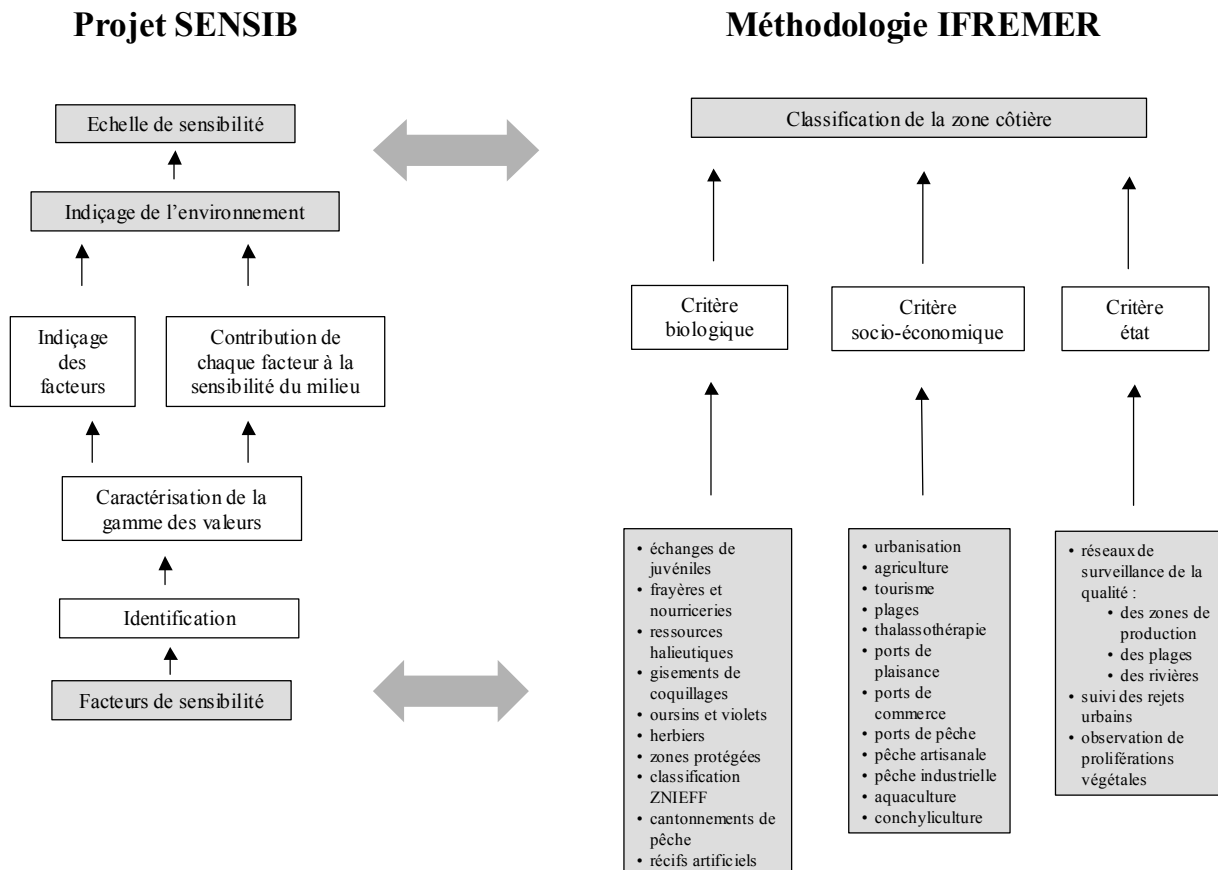 Projet SENSIB
Echelle de sensibilité
Indiçage de l'environnement
Indiçage
des
facteurs
Contribution de
chaque facteur à la
sensibilité du milieu
Caractérisation de la
gamme des valeurs
Identification
Facteurs de sensibilité
Méthodologie IFREMER
Classification de la zone côtière
Critère
biologique
Critère
socio-économique
Critère
état
• échanges de
juvéniles
• frayères et
nourriceries
• ressources
halieutiques
• gisements de
coquillages
• oursins et violets
• herbiers
• zones protégées
• classification
ZNIEFF
• cantonnements de
pêche
• récifs artificiels
• urbanisation
• agriculture
• tourisme
• plages
• thalassothérapie
• ports de
plaisance
• ports de
commerce
• ports de pêche
• pêche artisanale
• pêche industrielle
• aquaculture
• conchyliculture
• réseaux de
surveillance de la
qualité :
• des zones de
production
• des plages
• des rivières
• suivi des rejets
urbains
• observation de
proliférations
végétales